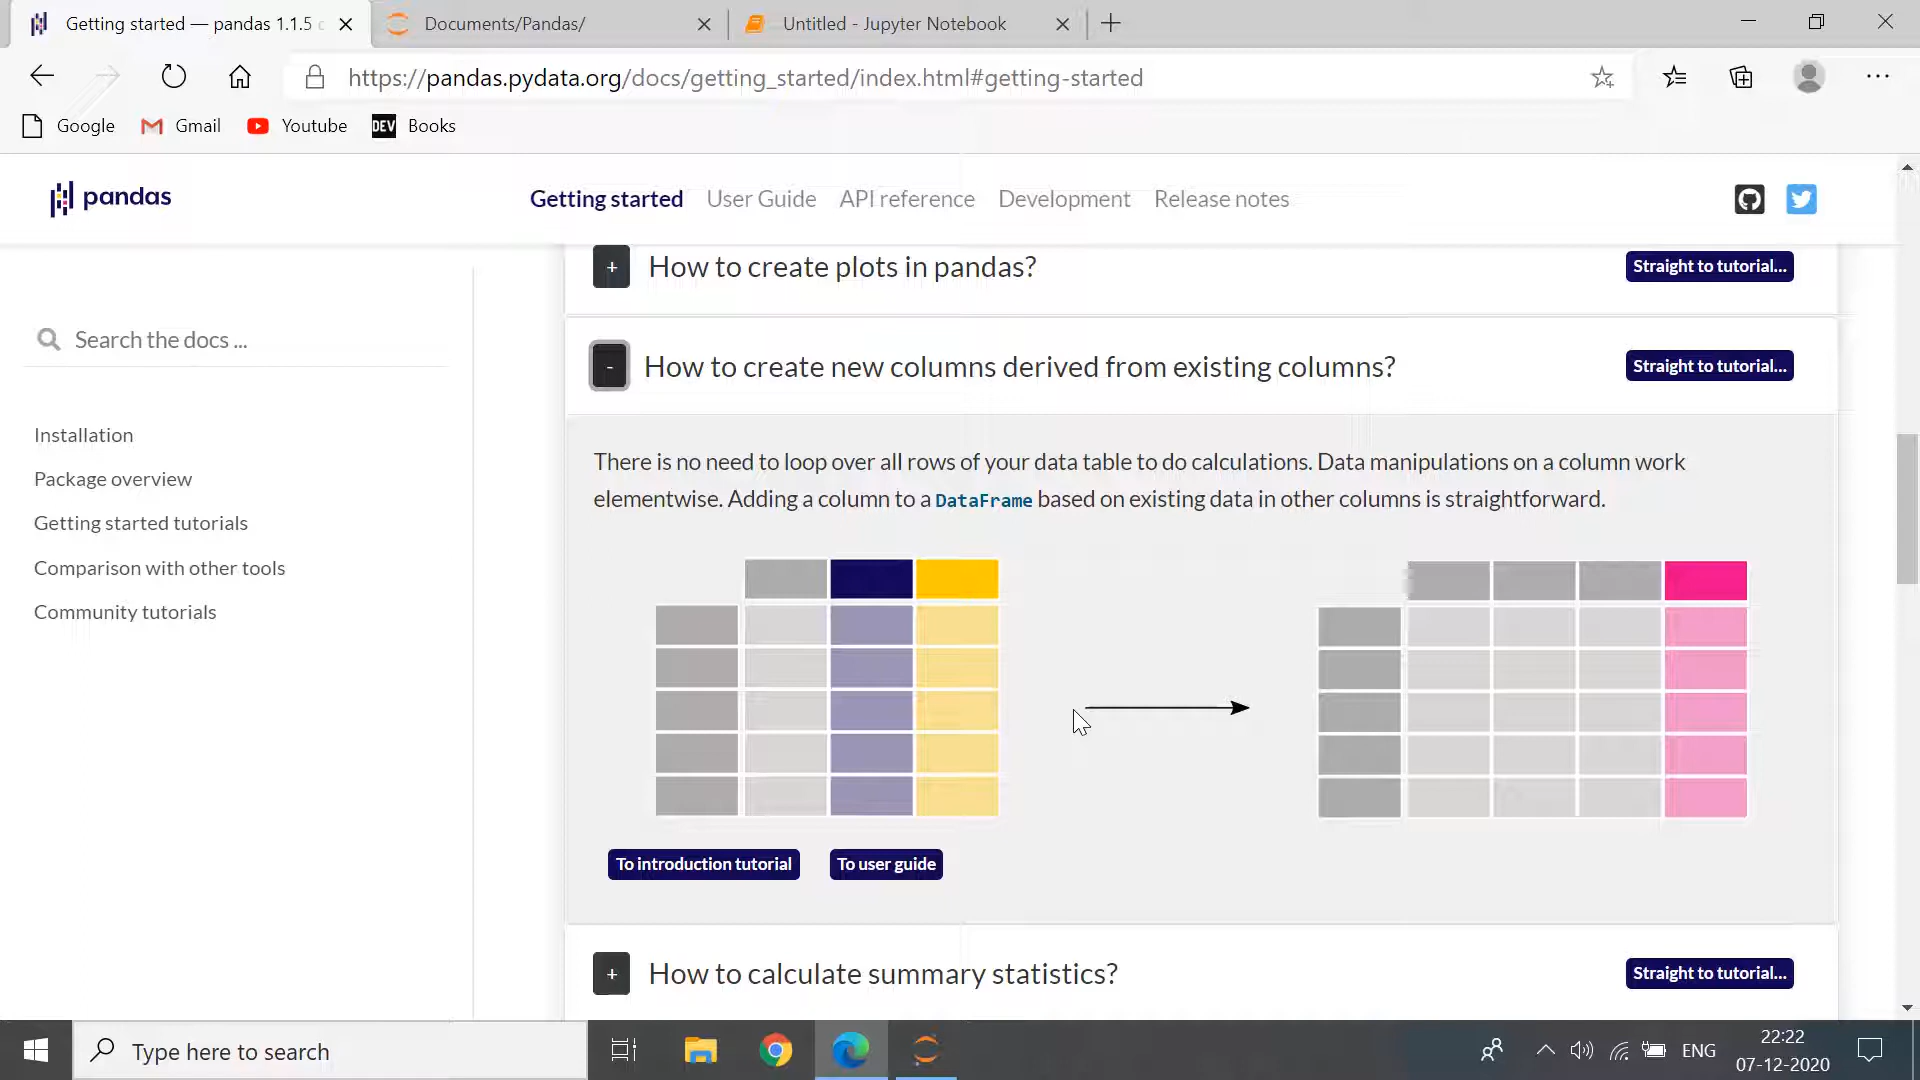 Getting started — pandas 1.1.5
Documents/Pandas/
Untitled - Jupyter Notebook
https://pandas.pydata.org/docs/getting_started/index.html#getting-started
Google
Gmail
Youtube
DEV
Books
pandas
Getting started
User Guide
API reference
Development
Release notes
+
How to create plots in pandas?
Straight to tutorial...
Search the docs ...
-
How to create new columns derived from existing columns?
Straight to tutorial...
Installation
Package overview
Getting started tutorials
Comparison with other tools
Community tutorials
There is no need to loop over all rows of your data table to do calculations. Data manipulations on a column work
elementwise. Adding a column to a DataFrame based on existing data in other columns is straightforward.
To introduction tutorial
To user guide
+
How to calculate summary statistics?
Straight to tutorial...
Type here to search
ENG
22:22
07-12-2020